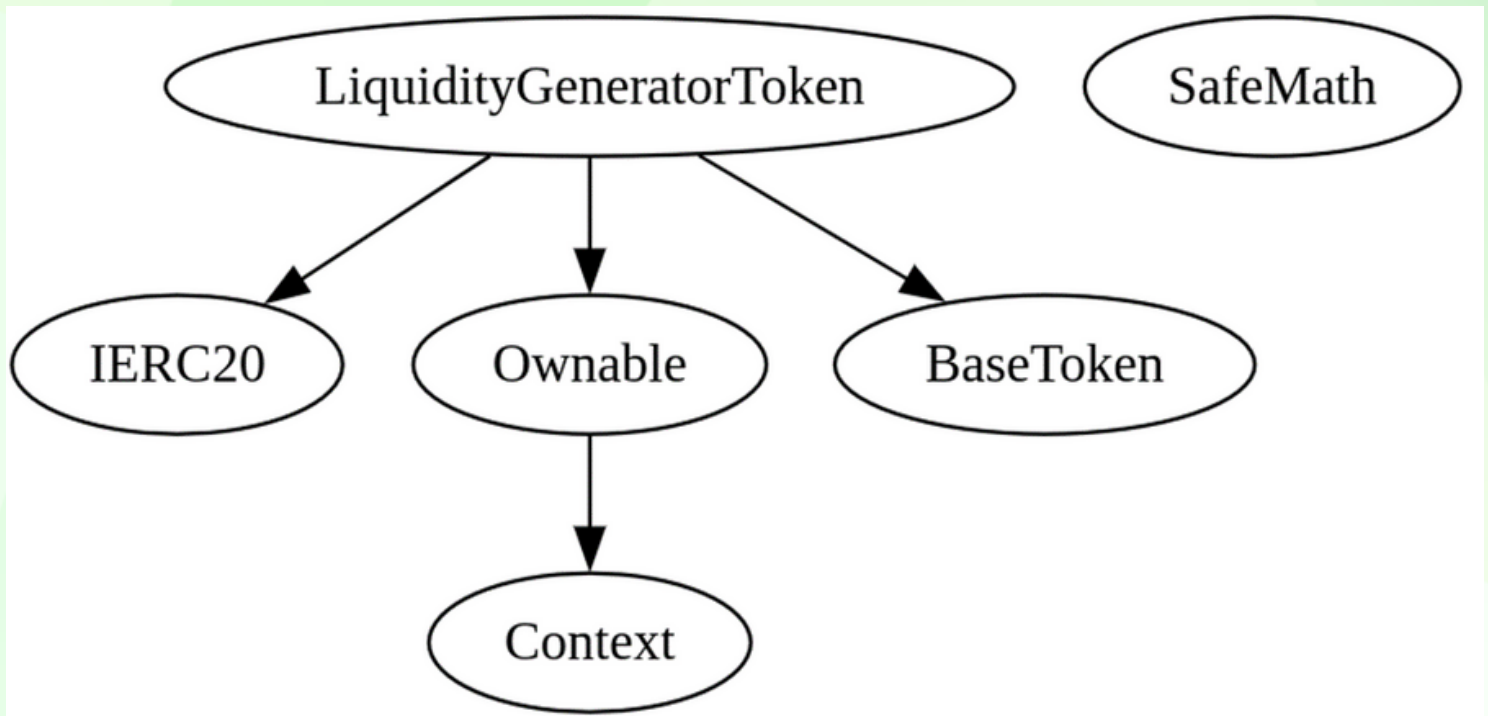 LiquidityGeneratorToken
SafeMath
IERC20
Ownable
BaseToken
Context